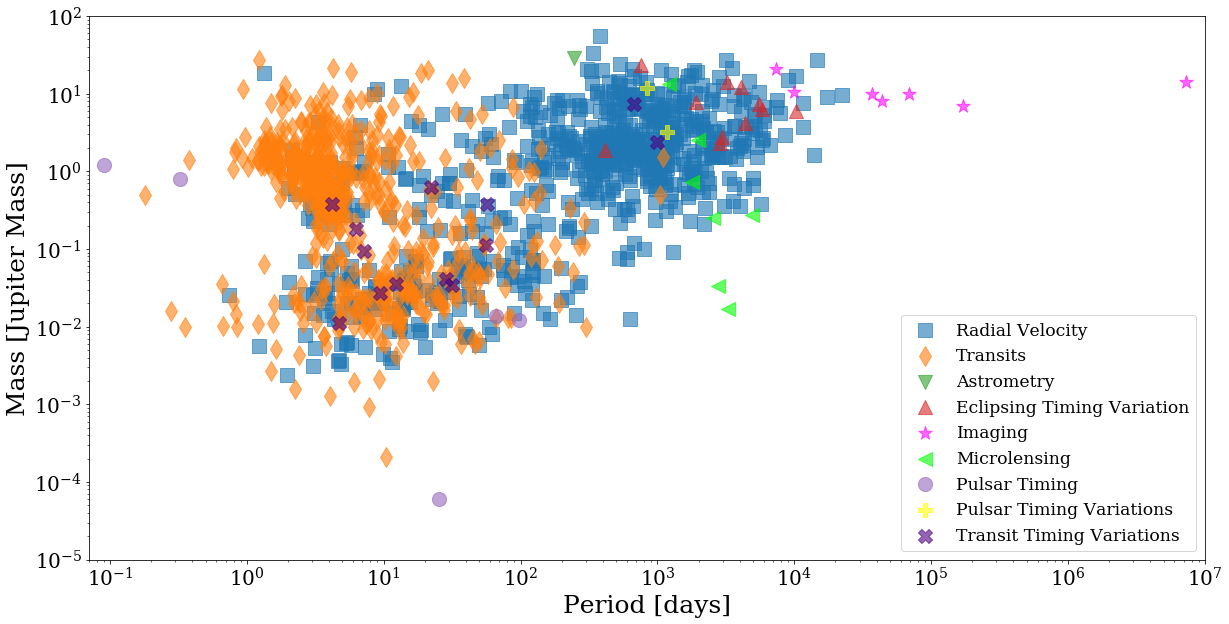 10²
10¹
10⁰
10⁻¹
10⁻²
10⁻³
10⁻⁴
10⁻⁵
Mass [Jupiter Mass]
Radial Velocity
Transits
Astrometry
Eclipsing Timing Variation
Imaging
Microlensing
Pulsar Timing
Pulsar Timing Variations
Transit Timing Variations
10⁻¹ 10⁰ 10¹ 10² 10³ 10⁴ 10⁵ 10⁶ 10⁷
Period [days]